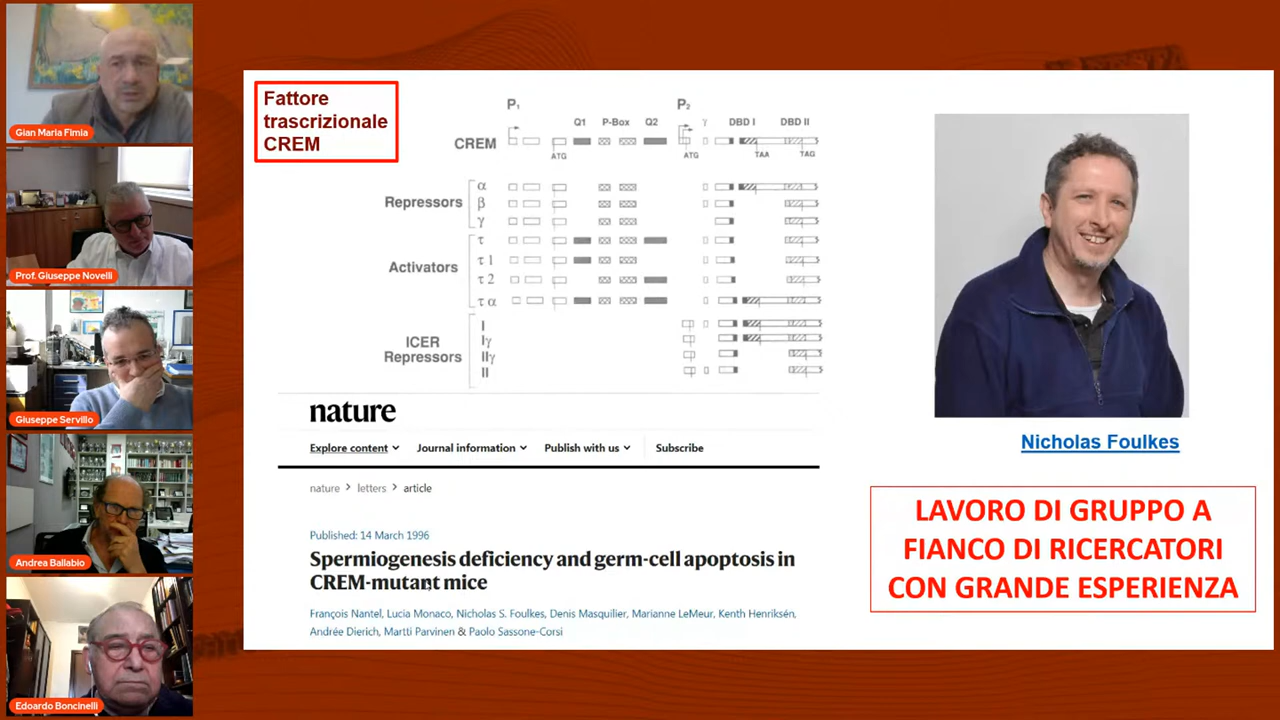 Gian Maria Fimia
Prof. Giuseppe Novelli
Giuseppe Servillo
Andrea Ballabio
Edoardo Boncinelli
Fattore
trascrizionale
CREM
P1 P2
Q1 P-Box Q2 γ DBD I DBD II
CREM
ATG ATG TAA TAG
Repressors
α
β
γ
Activators
τ
τ 1
τ 2
τ α
ICER
Repressors
I
Iγ
IIγ
II
nature
Explore content Journal information Publish with us Subscribe
nature > letters > article
Published: 14 March 1996
Spermiogenesis deficiency and germ-cell apoptosis in
CREM-mutant mice
François Nantel, Lucia Monaco, Nicholas S. Foulkes, Denis Masquilier, Marianne LeMeur, Kenth Henriksén,
Andrée Dierich, Martti Parvinen & Paolo Sassone-Corsi
Nicholas Foulkes
LAVORO DI GRUPPO A
FIANCO DI RICERCATORI
CON GRANDE ESPERIENZA